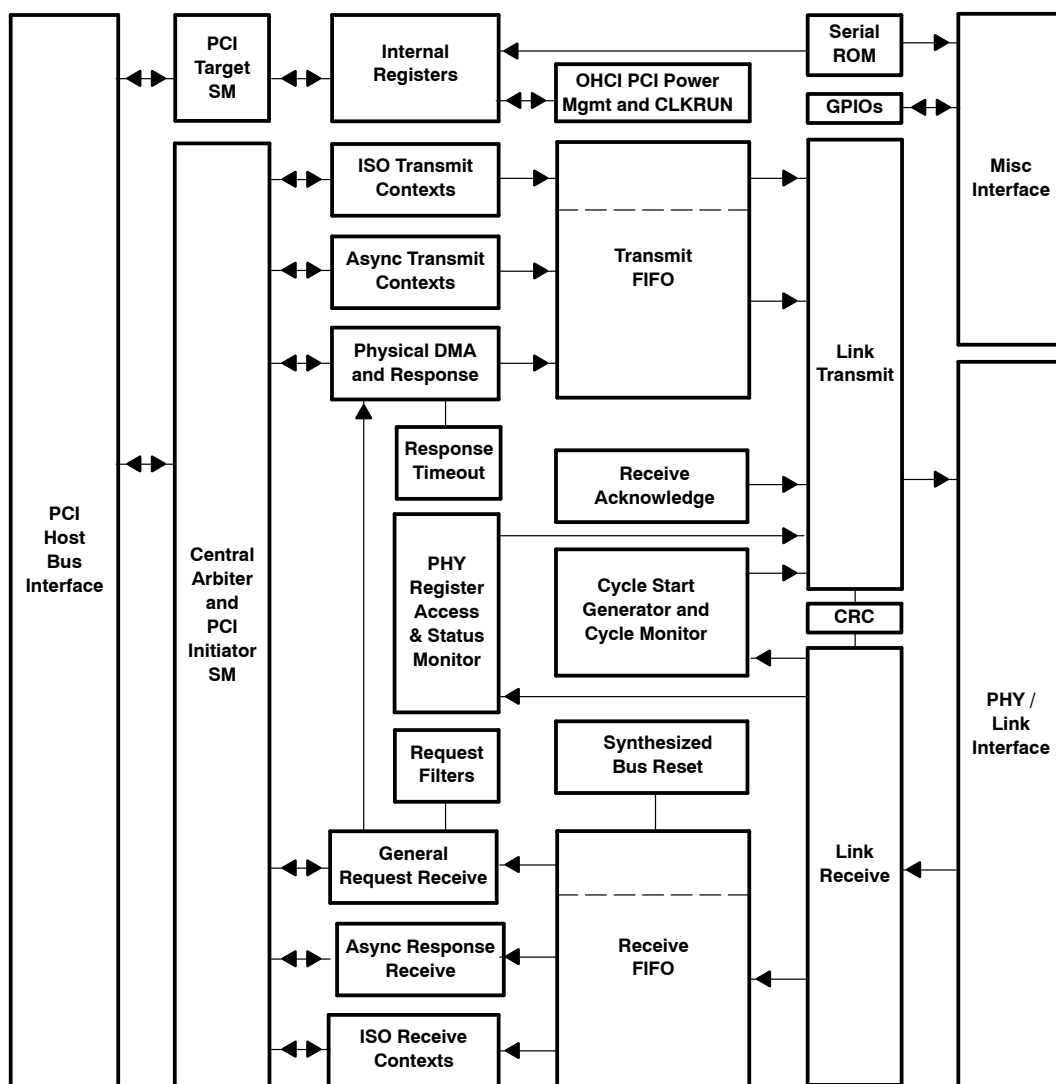 PCI
Target
SM
Internal
Registers
Serial
ROM
OHCI PCI Power
Mgmt and CLKRUN
GPIOs
Misc
Interface
ISO Transmit
Contexts
Async Transmit
Contexts
Transmit
FIFO
Physical DMA
and Response
Link
Transmit
Response
Timeout
Receive
Acknowledge
PCI
Host
Bus
Interface
Central
Arbiter
and
PCI
Initiator
SM
PHY
Register
Access
& Status
Monitor
Cycle Start
Generator and
Cycle Monitor
CRC
PHY /
Link
Interface
Request
Filters
Synthesized
Bus Reset
General
Request Receive
Link
Receive
Async Response
Receive
Receive
FIFO
ISO Receive
Contexts